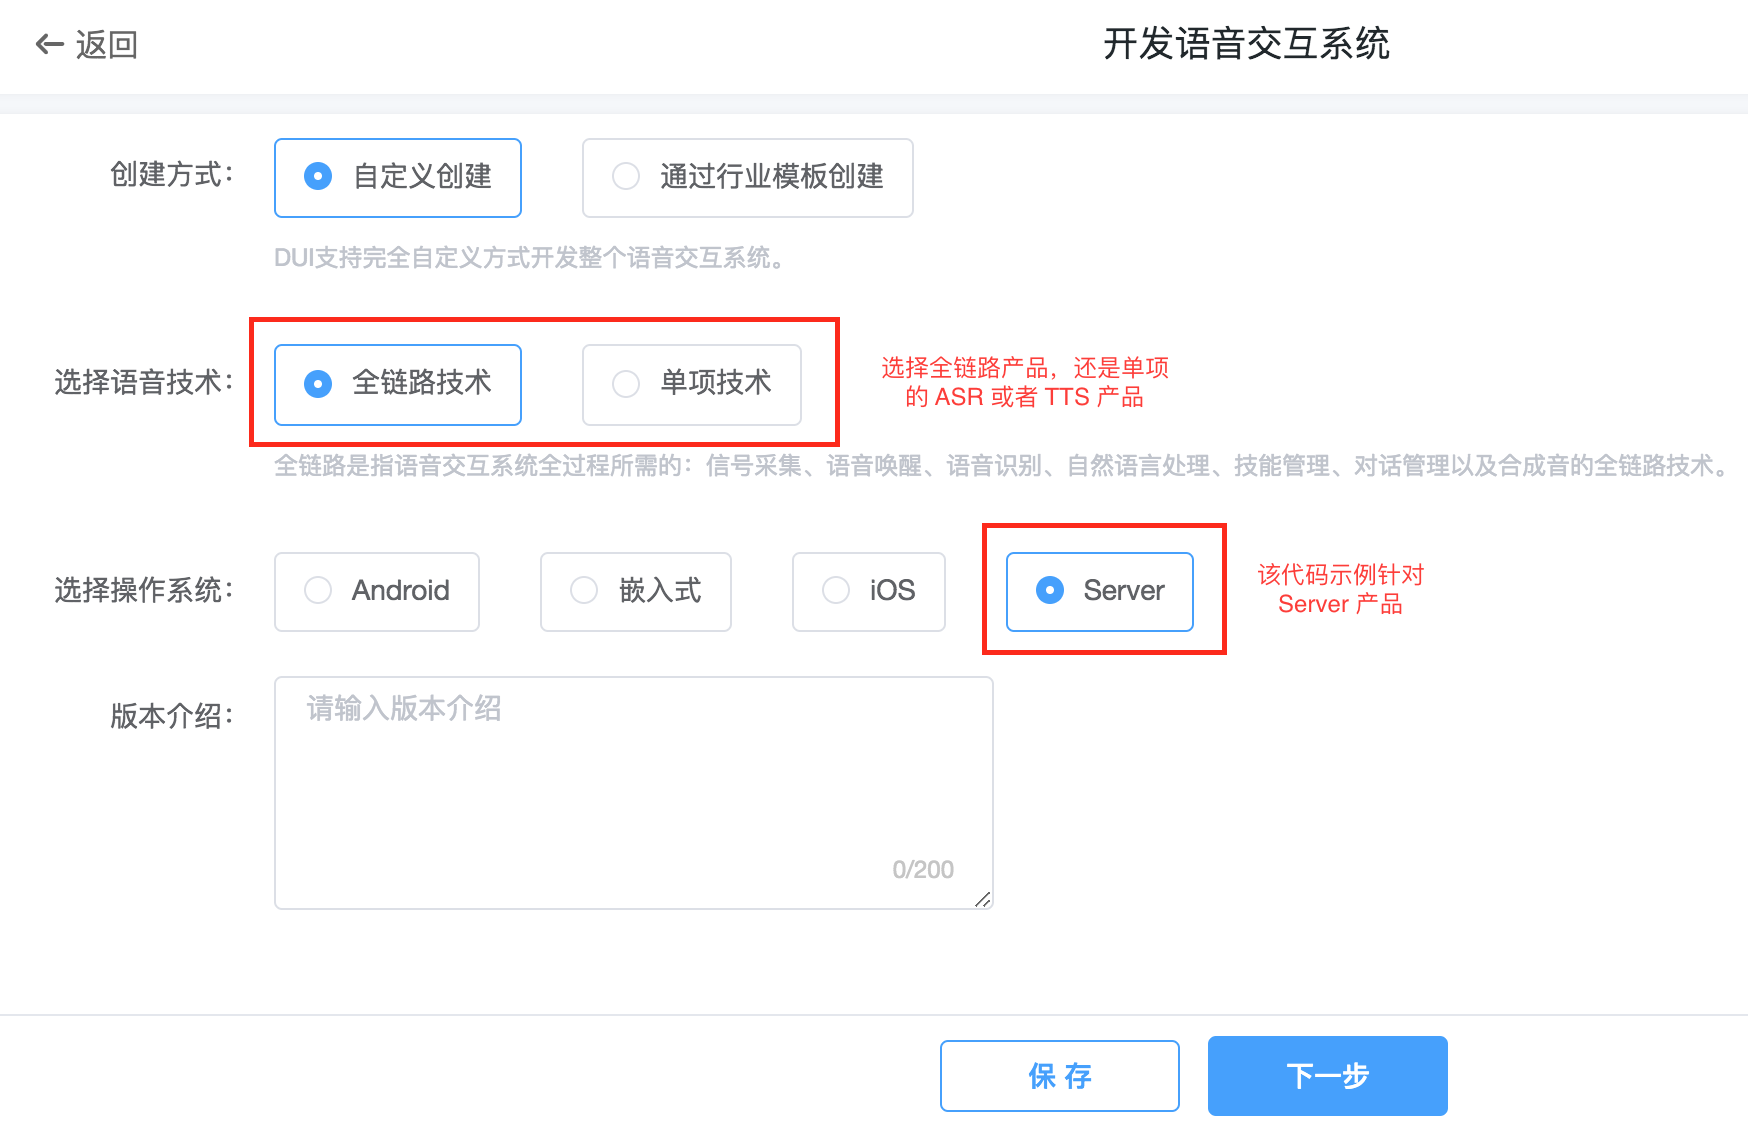 返回
开发语音交互系统
创建方式：
自定义创建
通过行业模板创建
DUI支持完全自定义方式开发整个语音交互系统。
选择语音技术：
全链路技术
单项技术
选择全链路产品，还是单项
的 ASR 或者 TTS 产品
全链路是指语音交互系统全过程所需的：信号采集、语音唤醒、语音识别、自然语言处理、技能管理、对话管理以及合成音的全链路技术。
选择操作系统：
Android
嵌入式
iOS
Server
该代码示例针对
Server 产品
版本介绍：
请输入版本介绍
0/200
保 存
下一步